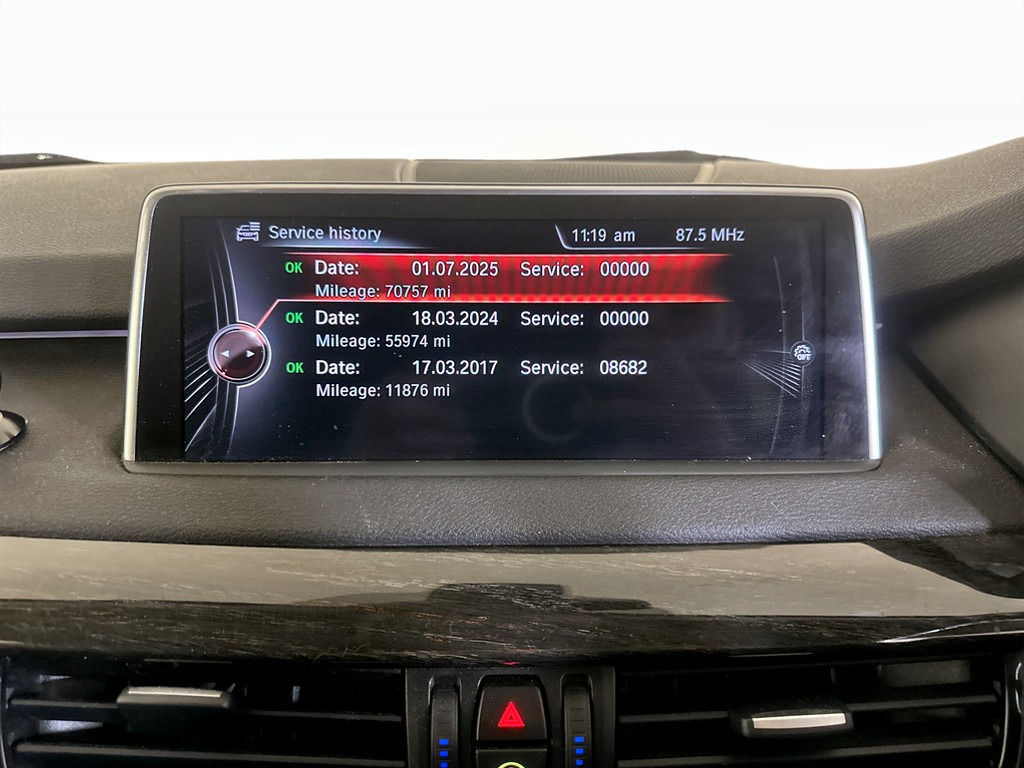 Service history 11:19 am 87.5 MHz
OK Date: 01.07.2025 Service: 00000
Mileage: 70757 mi
OK Date: 18.03.2024 Service: 00000
Mileage: 55974 mi
OK Date: 17.03.2017 Service: 08682
Mileage: 11876 mi
OFF